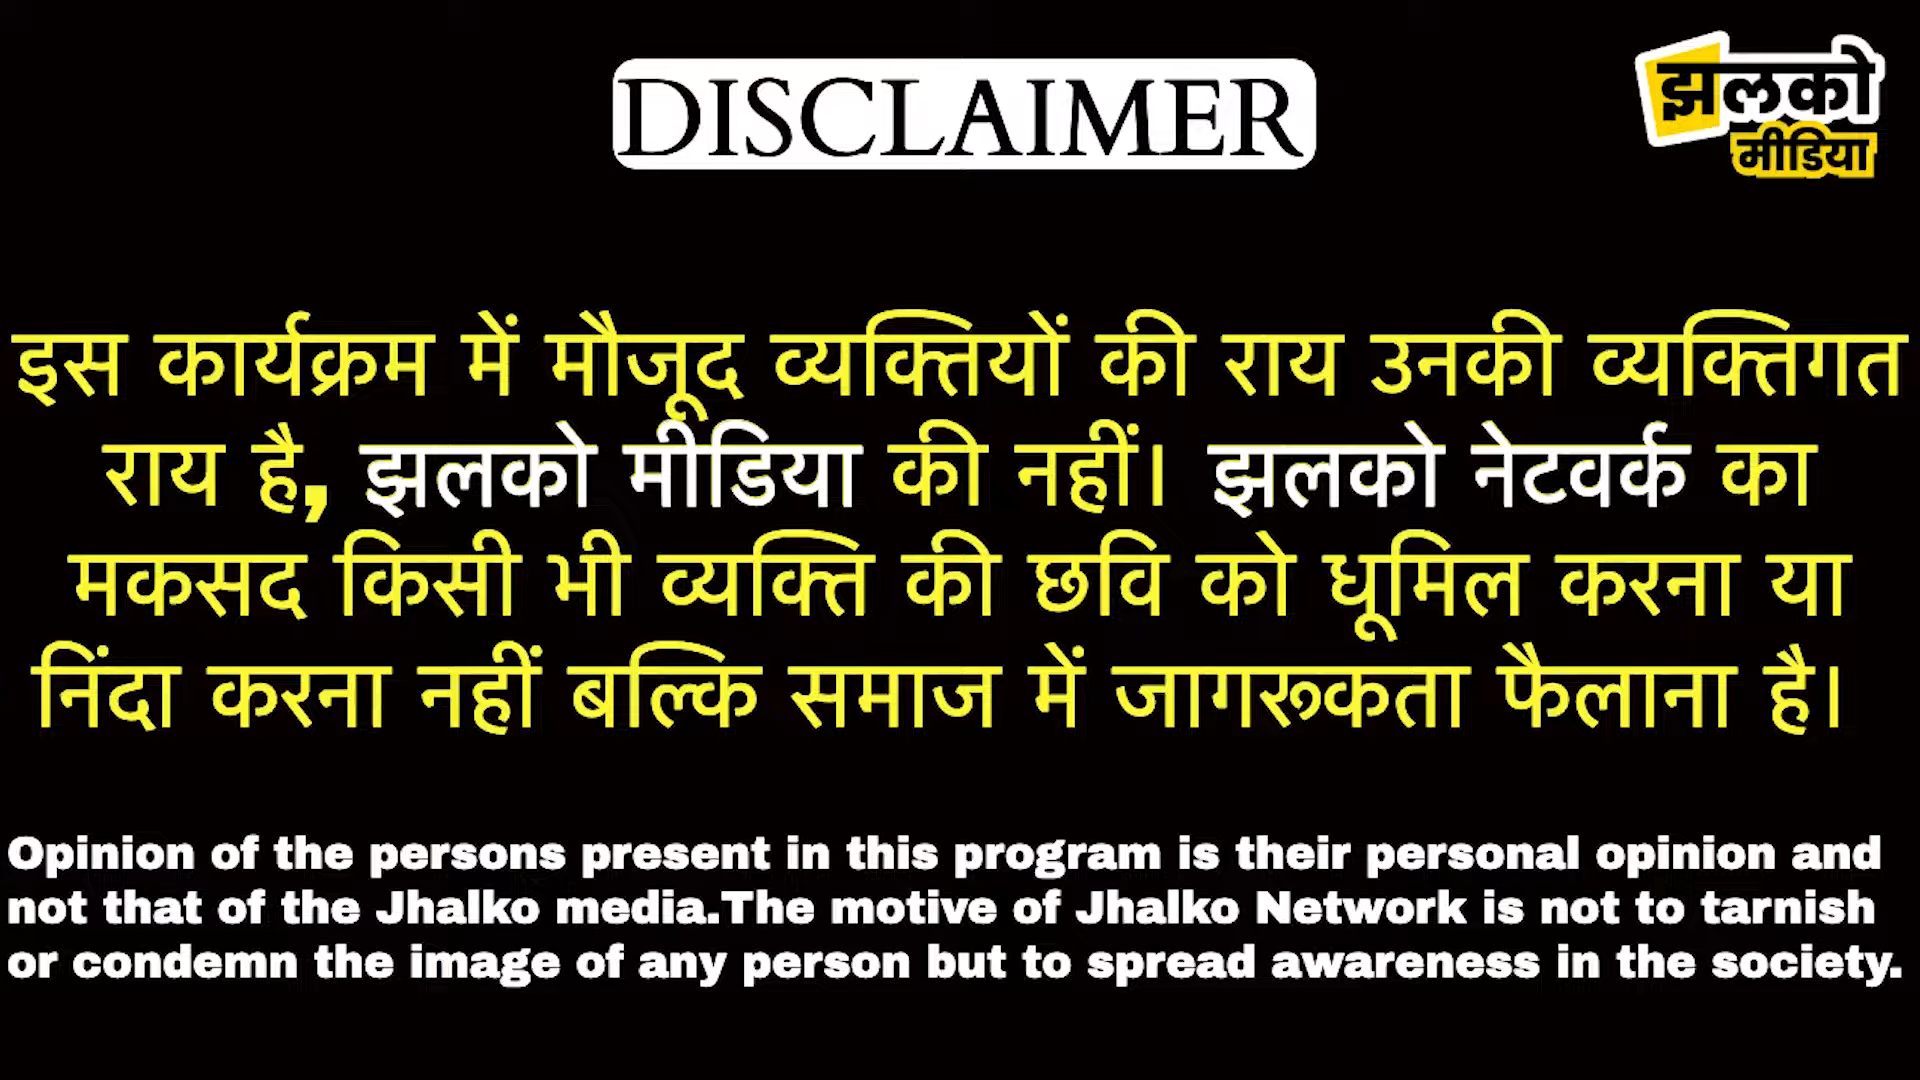 DISCLAIMER
झलको
मीडिया
इस कार्यक्रम में मौजूद व्यक्तियों की राय उनकी व्यक्तिगत
राय है, झलको मीडिया की नहीं। झलको नेटवर्क का
मकसद किसी भी व्यक्ति की छवि को धूमिल करना या
निंदा करना नहीं बल्कि समाज में जागरूकता फैलाना है।
Opinion of the persons present in this program is their personal opinion and
not that of the Jhalko media.The motive of Jhalko Network is not to tarnish
or condemn the image of any person but to spread awareness in the society.